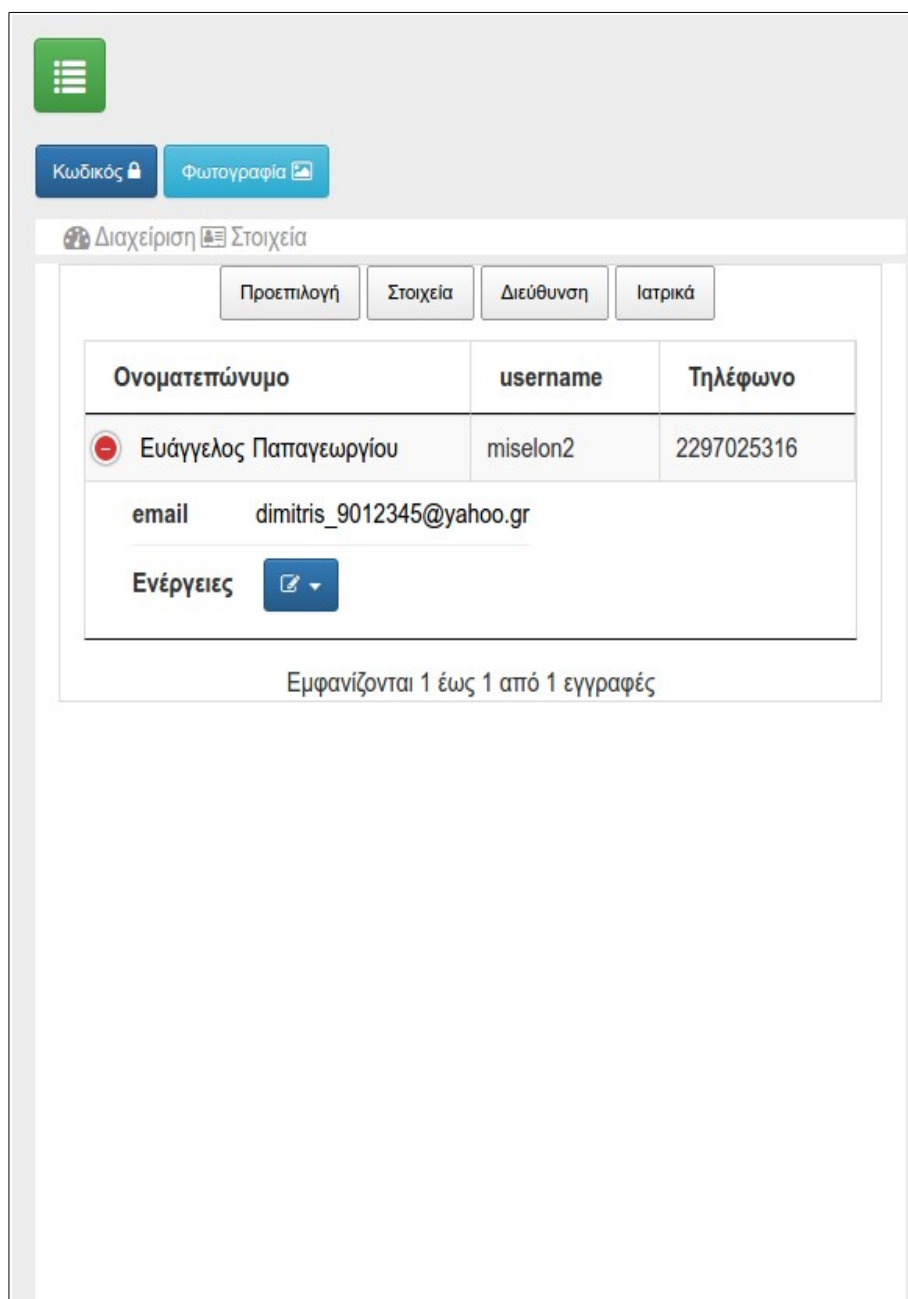 Κωδικός Φωτογραφία
Διαχείριση Στοιχεία
Προεπιλογή Στοιχεία Διεύθυνση Ιατρικά
Ονοματεπώνυμο username Τηλέφωνο
Ευάγγελος Παπαγεωργίου miselon2 2297025316
email dimitris_9012345@yahoo.gr
Ενέργειες
Εμφανίζονται 1 έως 1 από 1 εγγραφές